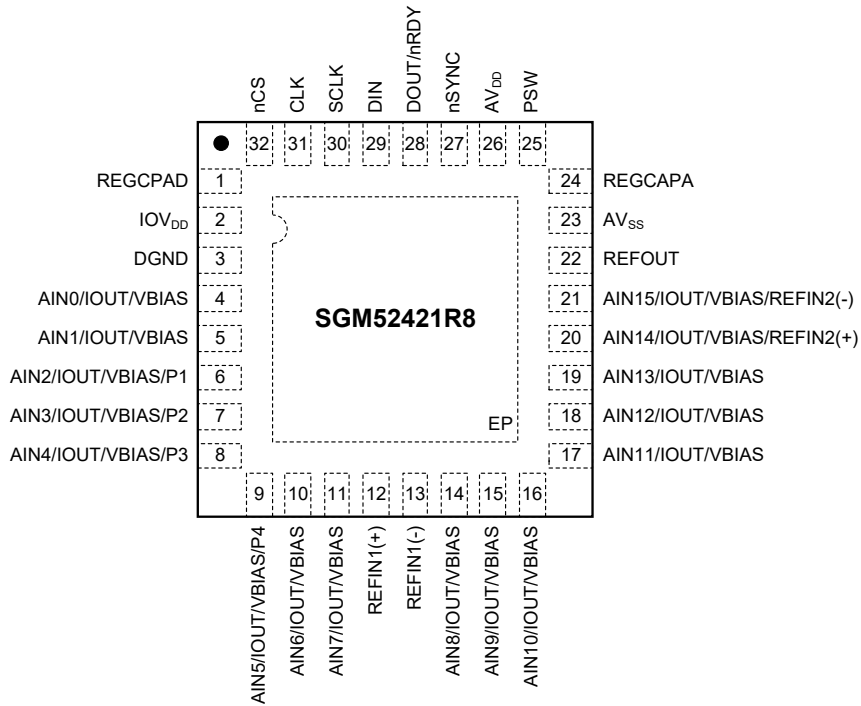 nCS
CLK
SCLK
DIN
DOUT/nRDY
nSYNC
AVDD
PSW
32 31 30 29 28 27 26 25
REGCPAD 1
IOVDD 2
DGND 3
AIN0/IOUT/VBIAS 4
AIN1/IOUT/VBIAS 5
AIN2/IOUT/VBIAS/P1 6
AIN3/IOUT/VBIAS/P2 7
AIN4/IOUT/VBIAS/P3 8
SGM52421R8
EP
24 REGCAPA
23 AVSS
22 REFOUT
21 AIN15/IOUT/VBIAS/REFIN2(-)
20 AIN14/IOUT/VBIAS/REFIN2(+)
19 AIN13/IOUT/VBIAS
18 AIN12/IOUT/VBIAS
17 AIN11/IOUT/VBIAS
9 10 11 12 13 14 15 16
AIN5/IOUT/VBIAS/P4
AIN6/IOUT/VBIAS
AIN7/IOUT/VBIAS
REFIN1(+)
REFIN1(-)
AIN8/IOUT/VBIAS
AIN9/IOUT/VBIAS
AIN10/IOUT/VBIAS